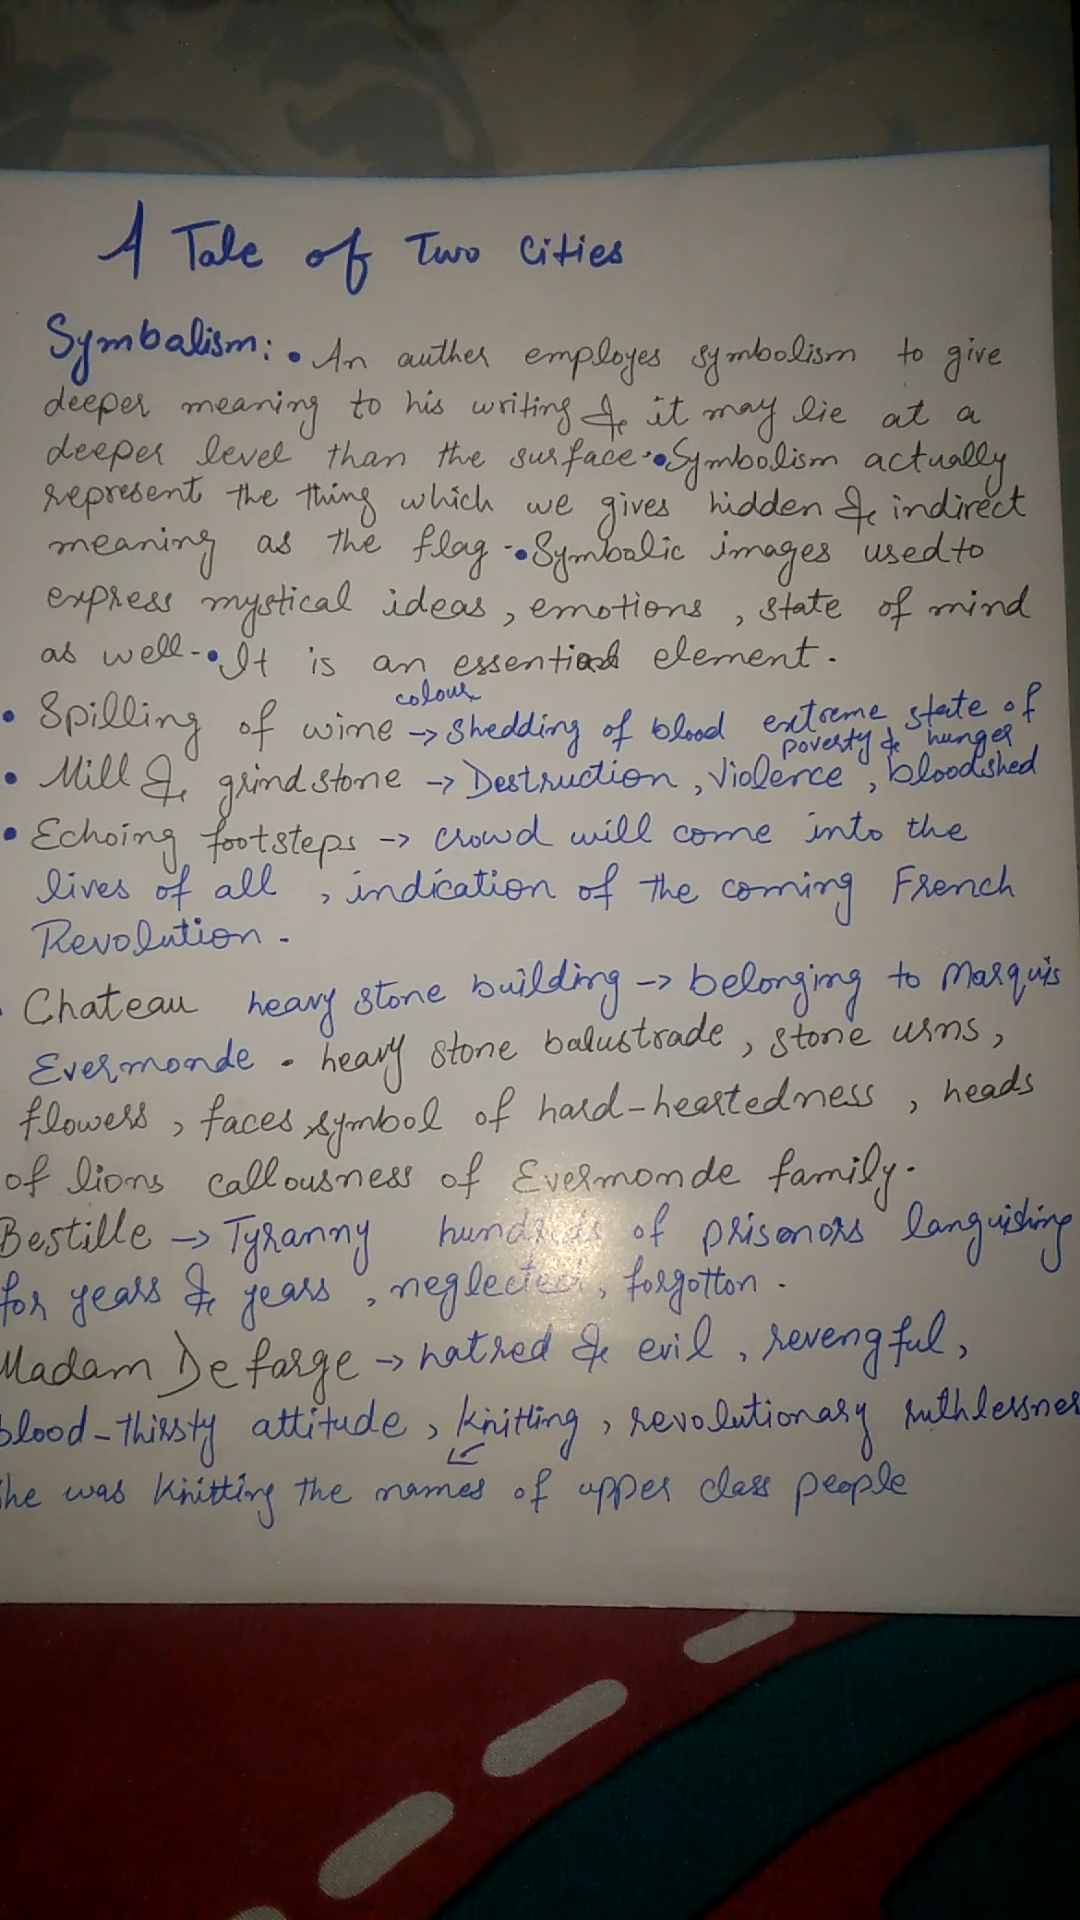 A Tale of Two Cities
Symbalism: • An auther employes symbolism to give
deeper meaning to his writing & it may lie at a
deeper level than the surface. • Symbolism actually
represent the thing which we gives hidden & indirect
meaning as the flag - • Symbalic images used to
express mystical ideas, emotions, state of mind
as well - • It is an essential element.
• Spilling of wine colour → shedding of blood extreme state of poverty & hunger
• Mill & grindstone → Destruction, Violence, bloodshed
• Echoing footsteps → crowd will come into the
lives of all, indication of the coming French
Revolution -
• Chateau heavy stone building → belonging to Marquis
Evermonde - heavy stone balustrade, stone urns,
flowers, faces symbol of hard-heartedness, heads
of lions callousness of Evermonde family.
Bestille → Tyranny hundreds of prisonors languishing
for years & years, neglected, forgotton -
Madam Defarge → hatred & evil, revengful,
blood-thirsty attitude, Knitting, revolutionary ruthlessnes
she was Knitting the names of upper class people